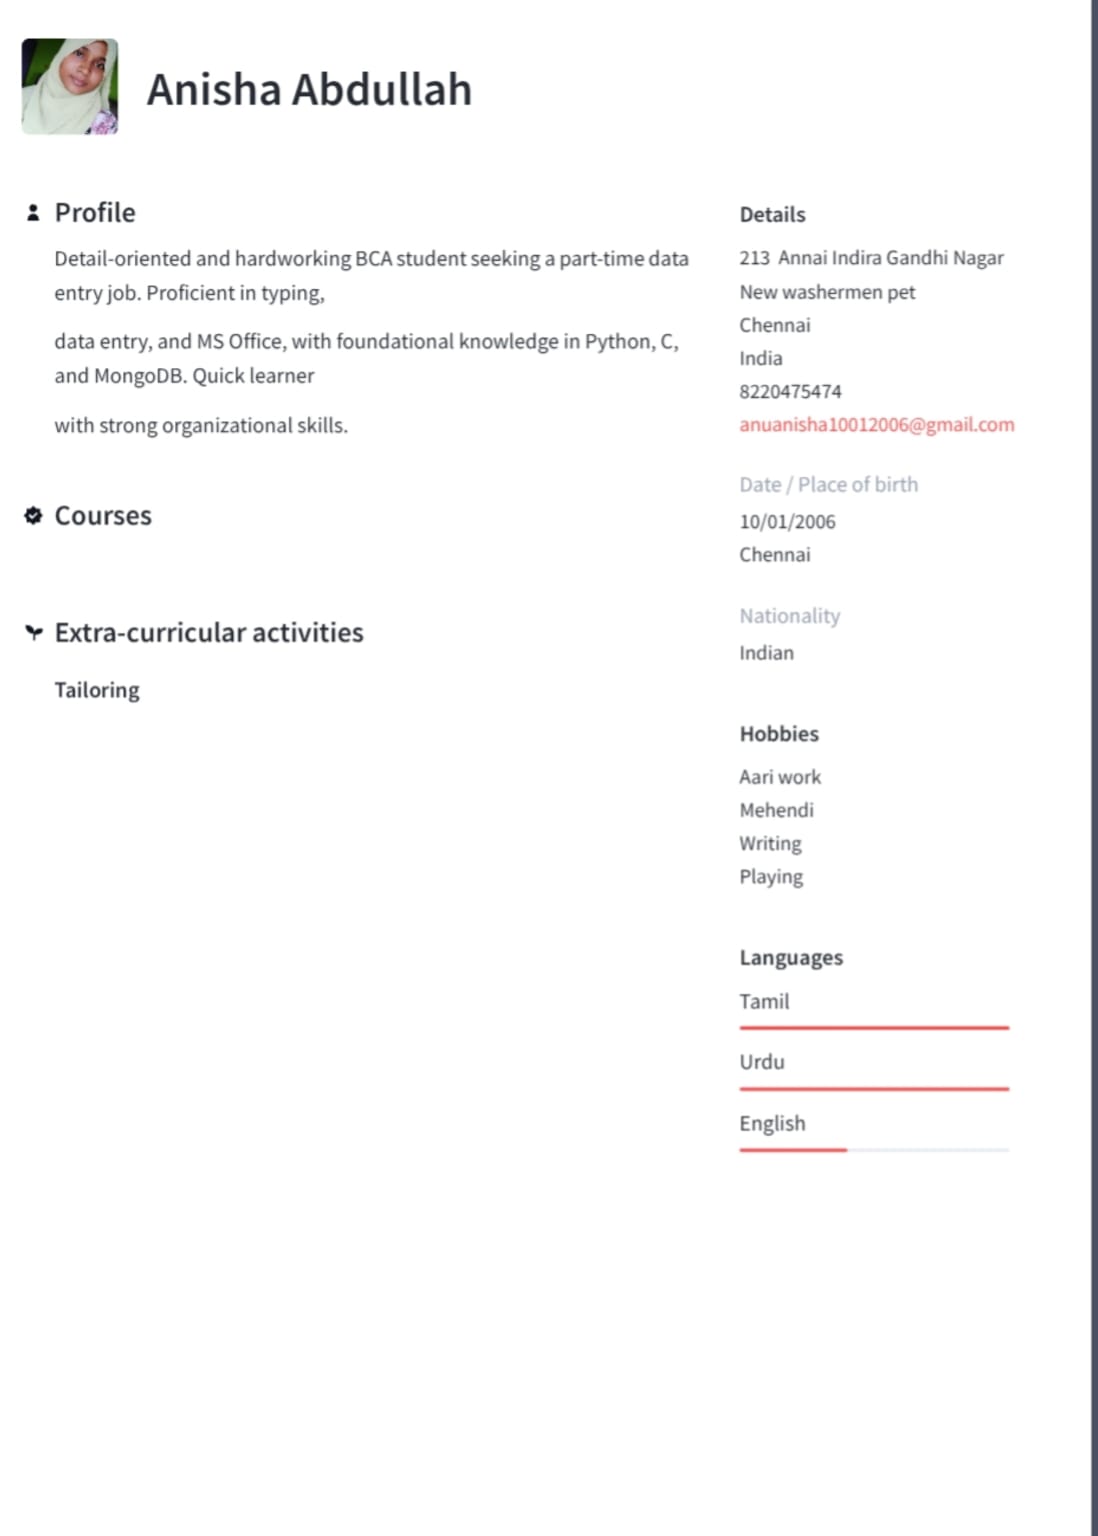 Anisha Abdullah
Profile
Detail-oriented and hardworking BCA student seeking a part-time data
entry job. Proficient in typing,
data entry, and MS Office, with foundational knowledge in Python, C,
and MongoDB. Quick learner
with strong organizational skills.
Courses
Extra-curricular activities
Tailoring
Details
213 Annai Indira Gandhi Nagar
New washermen pet
Chennai
India
8220475474
anuanisha10012006@gmail.com
Date / Place of birth
10/01/2006
Chennai
Nationality
Indian
Hobbies
Aari work
Mehendi
Writing
Playing
Languages
Tamil
Urdu
English